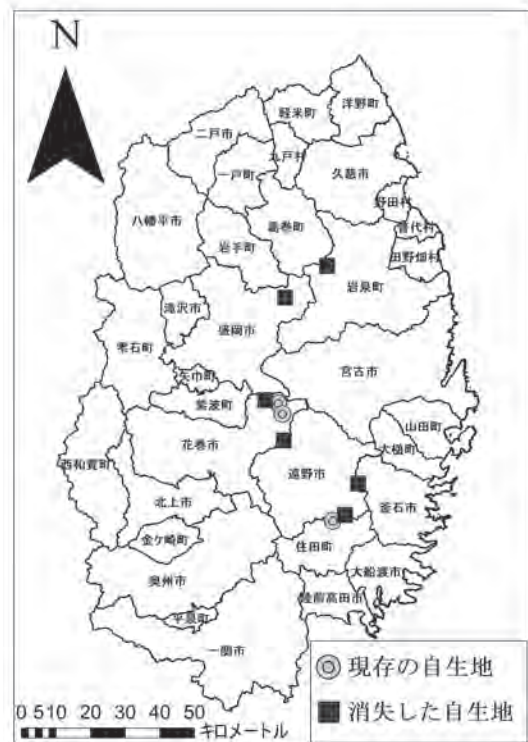 N
洋野町
軽米町
二戸市
九戸村
一戸町
久慈市
野田村
八幡平市
葛巻町
普代村
岩手町
田野畑村
岩泉町
滝沢市
盛岡市
雫石町
宮古市
矢巾町
紫波町
山田町
大槌町
花巻市
西和賀町
遠野市
釜石市
北上市
金ケ崎町
住田町
奥州市
大船渡市
陸前高田市
平泉町
一関市
現存の自生地
消失した自生地
0 5 10 20 30 40 50
キロメートル